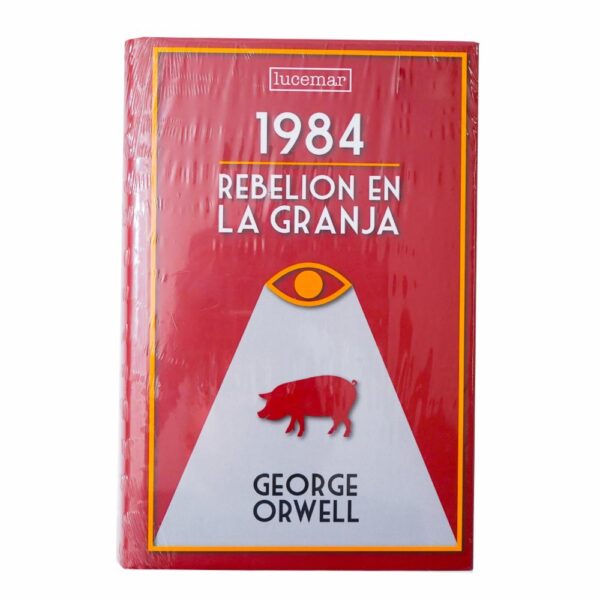 lucemar
1984
REBELION EN
LA GRANJA
GEORGE
ORWELL